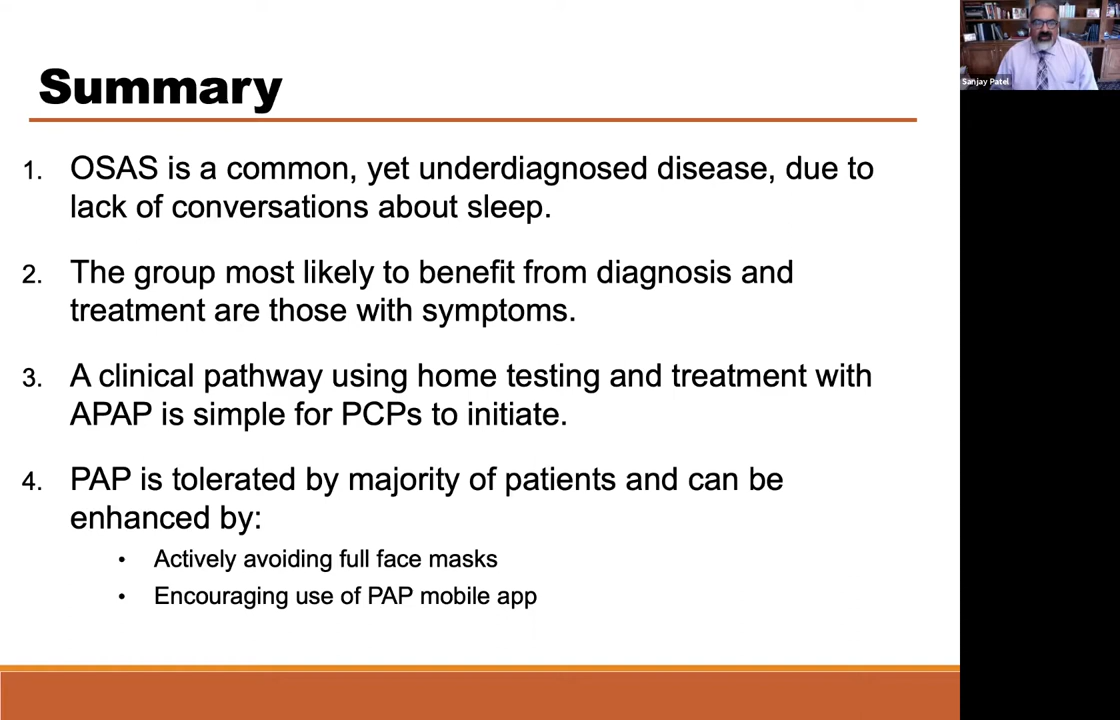 Summary
Sanjay Patel
1. OSAS is a common, yet underdiagnosed disease, due to
lack of conversations about sleep.
2. The group most likely to benefit from diagnosis and
treatment are those with symptoms.
3. A clinical pathway using home testing and treatment with
APAP is simple for PCPs to initiate.
4. PAP is tolerated by majority of patients and can be
enhanced by:
• Actively avoiding full face masks
• Encouraging use of PAP mobile app